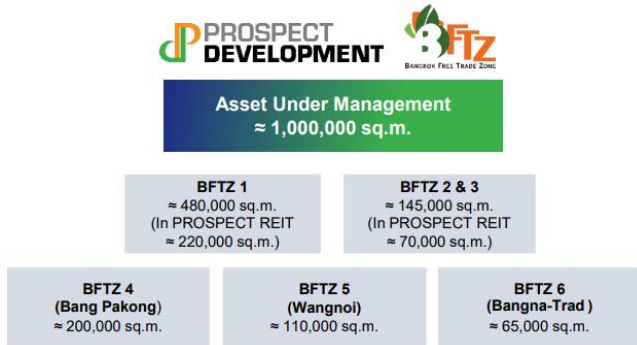 PROSPECT
DEVELOPMENT
BFTZ
BANGKOK FREE TRADE ZONE
Asset Under Management
≈ 1,000,000 sq.m.
BFTZ 1
≈ 480,000 sq.m.
(In PROSPECT REIT
≈ 220,000 sq.m.)
BFTZ 2 & 3
≈ 145,000 sq.m.
(In PROSPECT REIT
≈ 70,000 sq.m.)
BFTZ 4
(Bang Pakong)
≈ 200,000 sq.m.
BFTZ 5
(Wangnoi)
≈ 110,000 sq.m.
BFTZ 6
(Bangna-Trad )
≈ 65,000 sq.m.